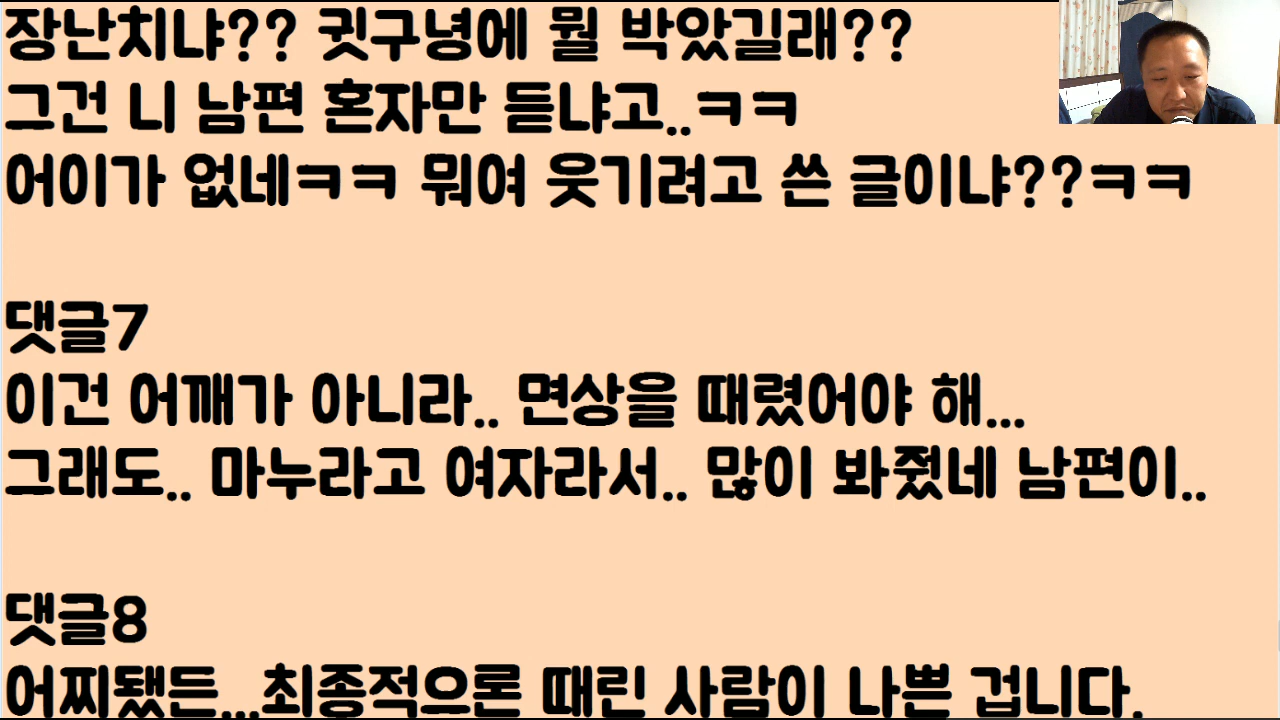 장난치냐?? 귓구녕에 뭘 박았길래??
그건 니 남편 혼자만 듣냐고..ㅋㅋ
어이가 없네ㅋㅋ 뭐여 웃기려고 쓴 글이냐??ㅋㅋ
댓글7
이건 어깨가 아니라.. 면상을 때렸어야 해...
그래도.. 마누라고 여자라서.. 많이 봐줬네 남편이..
댓글8
어찌됐든...최종적으론 때린 사람이 나쁜 겁니다.